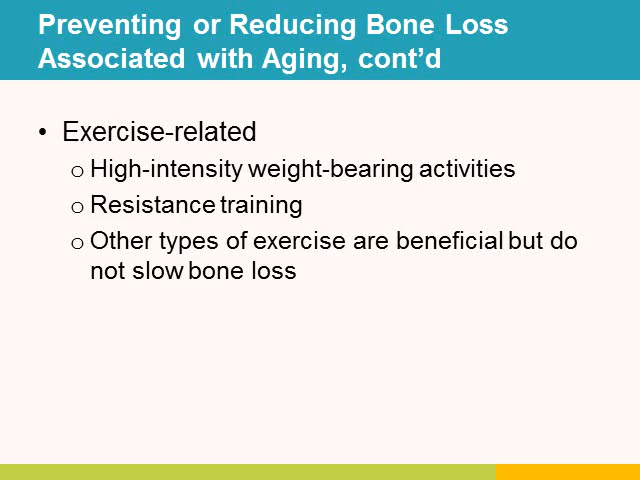 Preventing or Reducing Bone Loss
Associated with Aging, cont’d
• Exercise-related
o High-intensity weight-bearing activities
o Resistance training
o Other types of exercise are beneficial but do
not slow bone loss